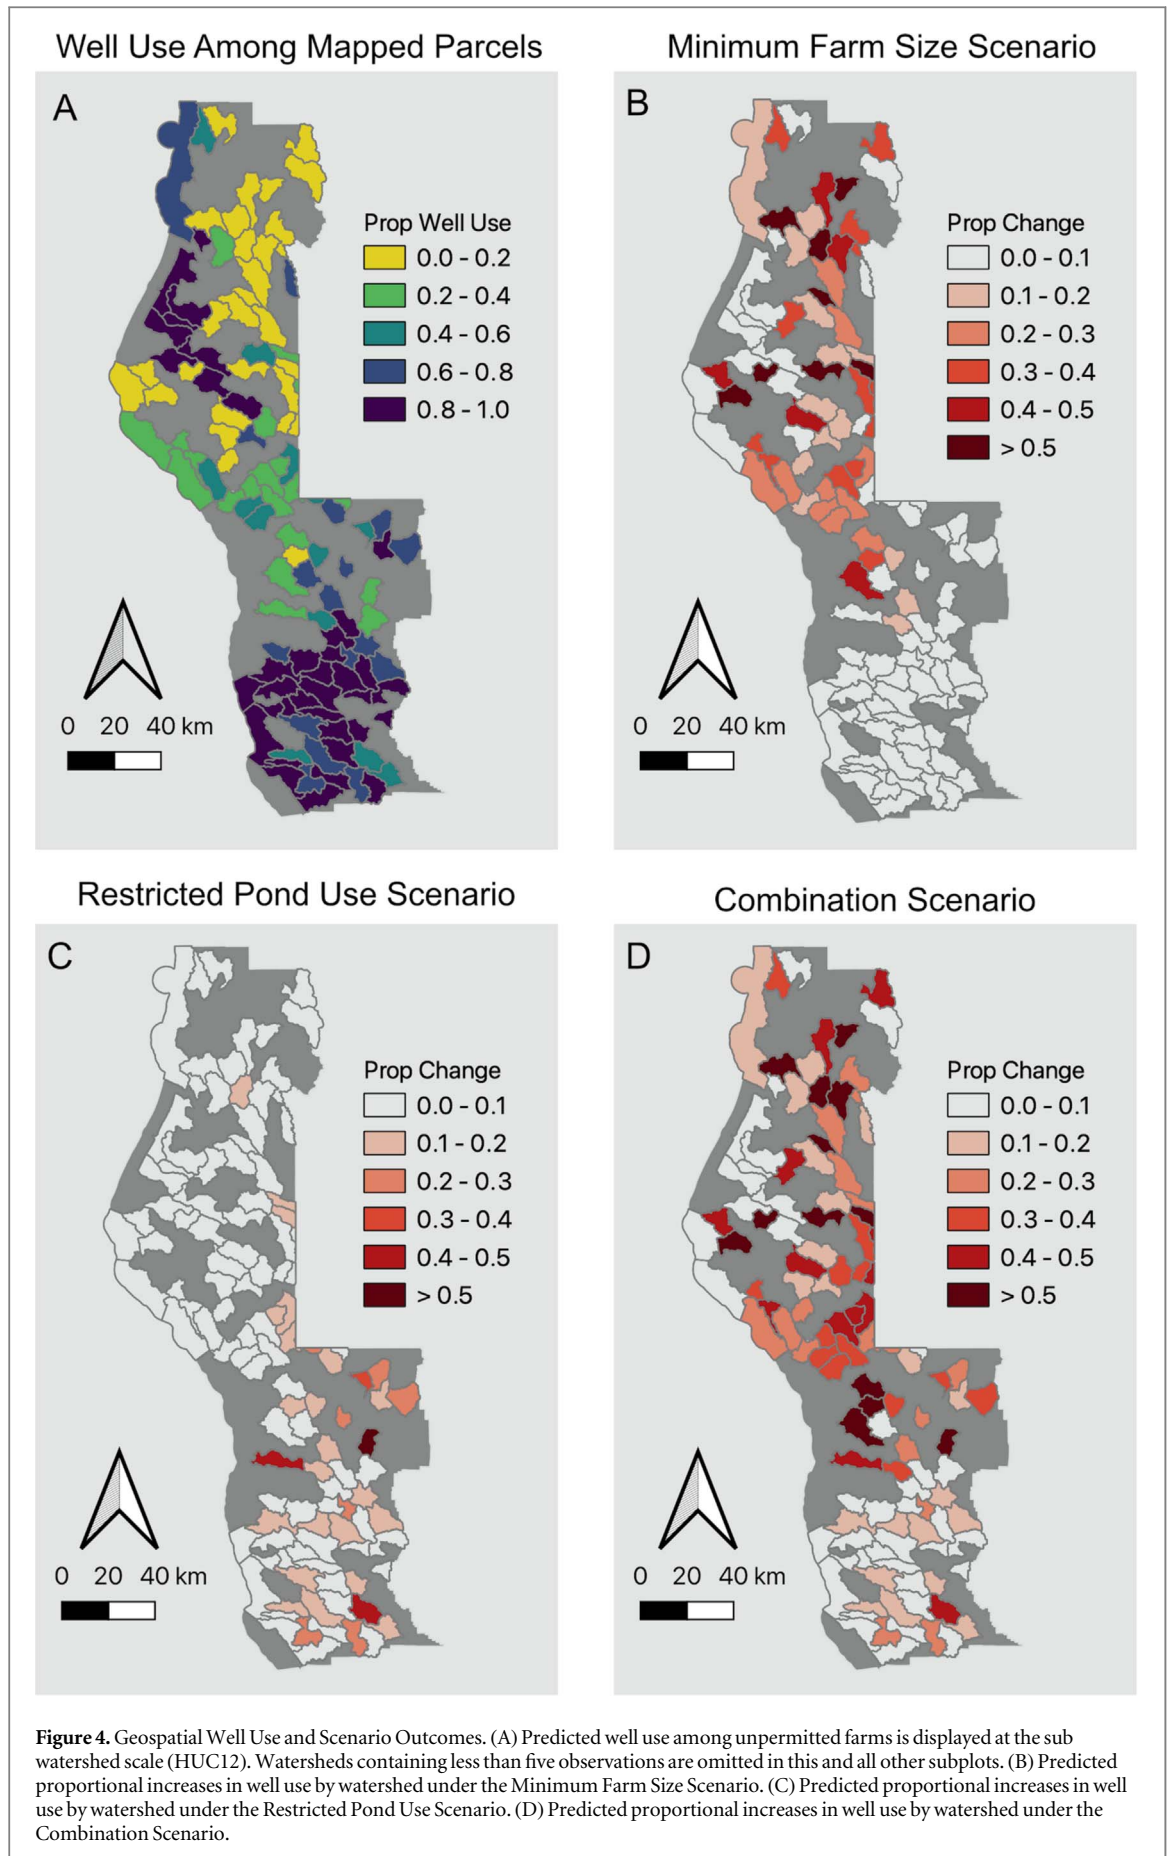 Well Use Among Mapped Parcels
A
Prop Well Use
0.0 - 0.2
0.2 - 0.4
0.4 - 0.6
0.6 - 0.8
0.8 - 1.0
0 20 40 km
Minimum Farm Size Scenario
B
Prop Change
0.0 - 0.1
0.1 - 0.2
0.2 - 0.3
0.3 - 0.4
0.4 - 0.5
> 0.5
0 20 40 km
Restricted Pond Use Scenario
C
Prop Change
0.0 - 0.1
0.1 - 0.2
0.2 - 0.3
0.3 - 0.4
0.4 - 0.5
> 0.5
0 20 40 km
Combination Scenario
D
Prop Change
0.0 - 0.1
0.1 - 0.2
0.2 - 0.3
0.3 - 0.4
0.4 - 0.5
> 0.5
0 20 40 km
Figure 4. Geospatial Well Use and Scenario Outcomes. (A) Predicted well use among unpermitted farms is displayed at the sub
watershed scale (HUC12). Watersheds containing less than five observations are omitted in this and all other subplots. (B) Predicted
proportional increases in well use by watershed under the Minimum Farm Size Scenario. (C) Predicted proportional increases in well
use by watershed under the Restricted Pond Use Scenario. (D) Predicted proportional increases in well use by watershed under the
Combination Scenario.